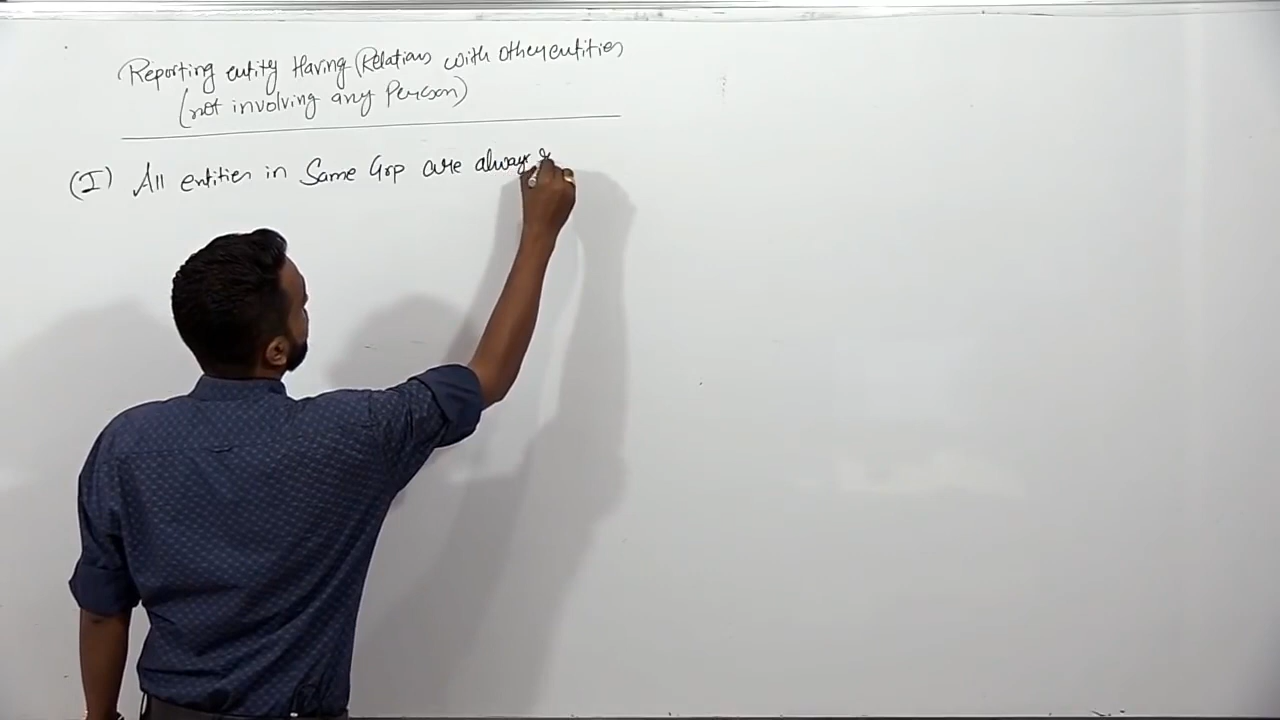 Reporting entity Having Relations with other entities
(not involving any Person)
(I) All entities in Same Grp are always